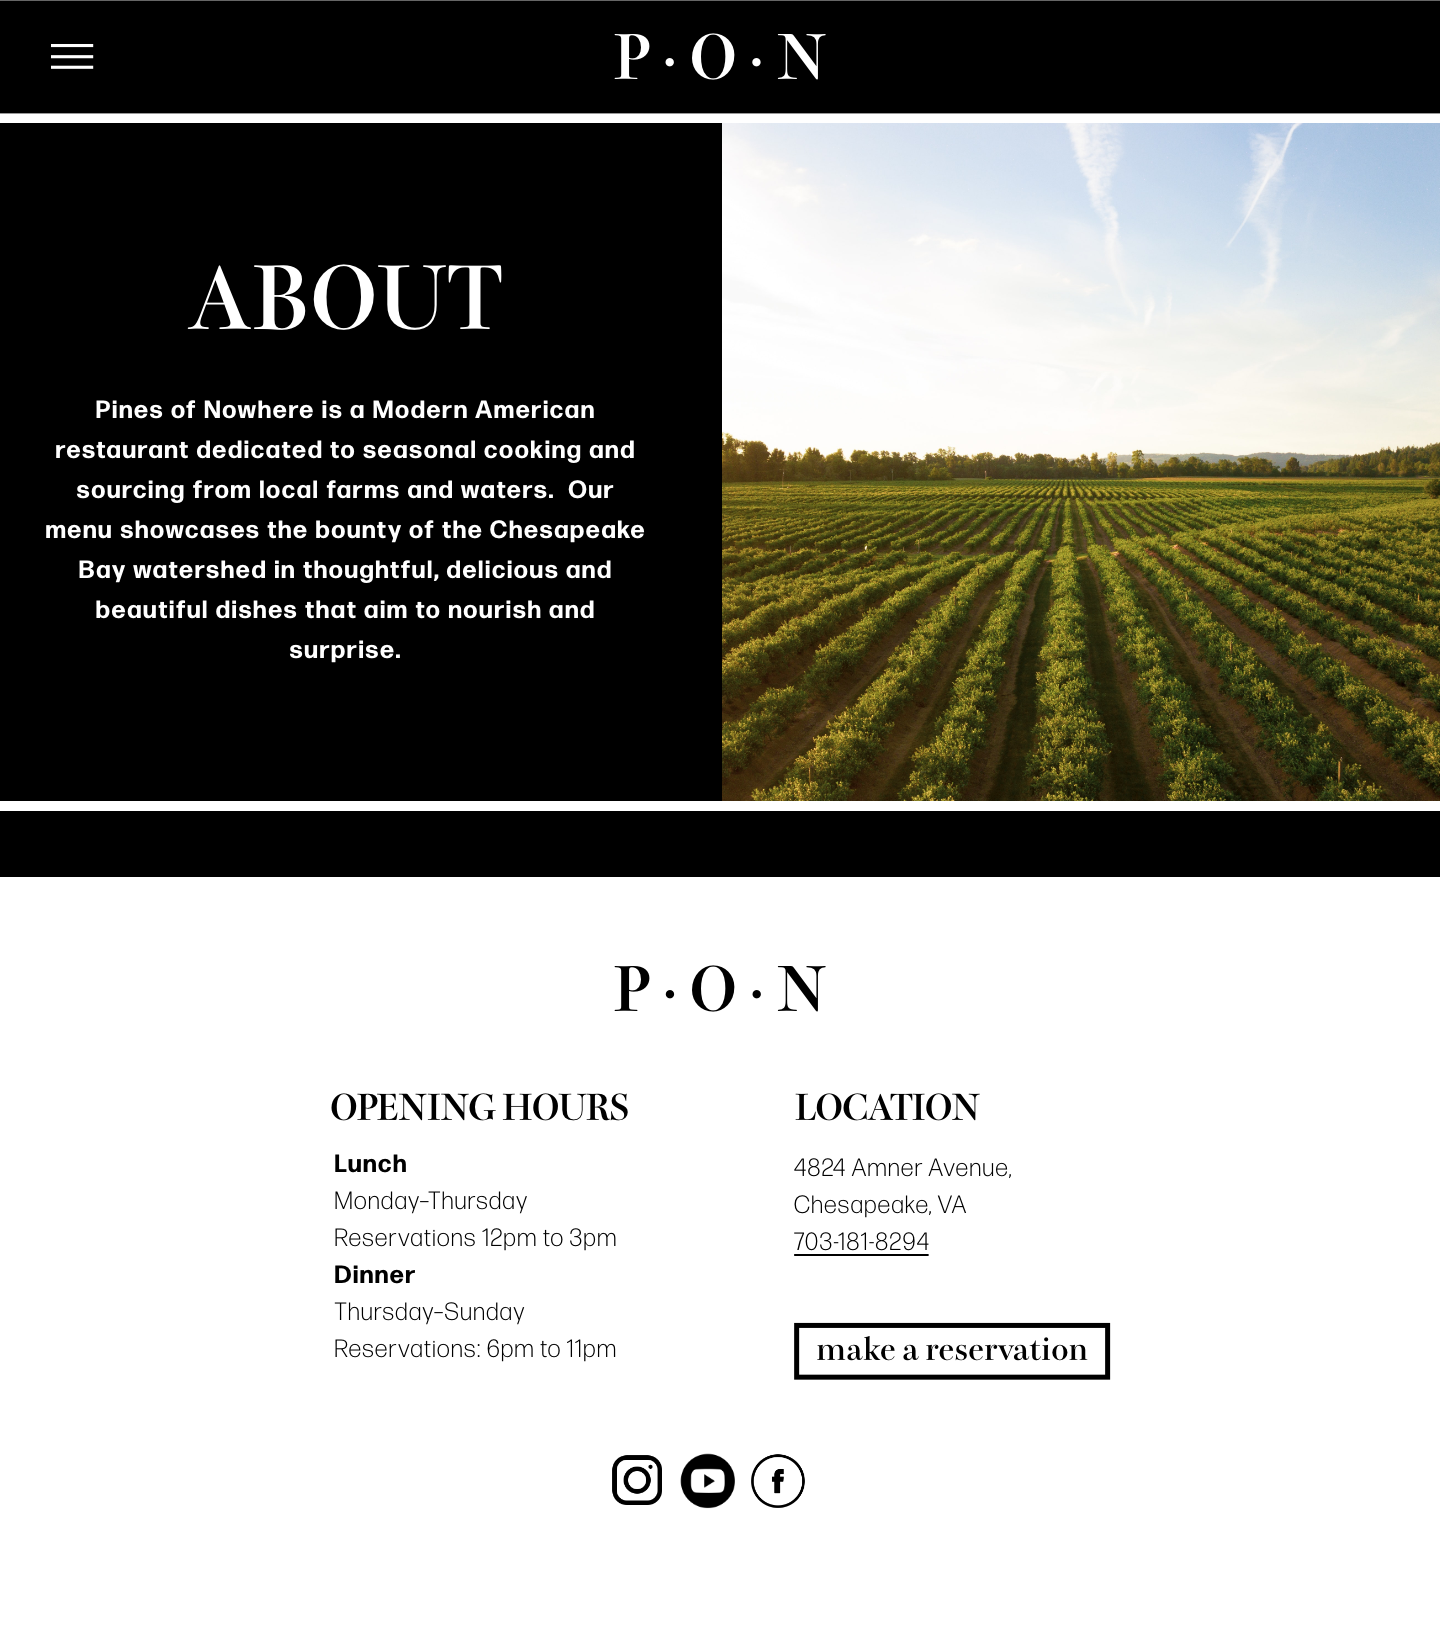 P·O·N
ABOUT
Pines of Nowhere is a Modern American
restaurant dedicated to seasonal cooking and
sourcing from local farms and waters.  Our
menu showcases the bounty of the Chesapeake
Bay watershed in thoughtful, delicious and
beautiful dishes that aim to nourish and
surprise.
P·O·N
OPENING HOURS
Lunch
Monday–Thursday
Reservations 12pm to 3pm
Dinner
Thursday–Sunday
Reservations: 6pm to 11pm
LOCATION
4824 Amner Avenue,
Chesapeake, VA
703-181-8294
make a reservation